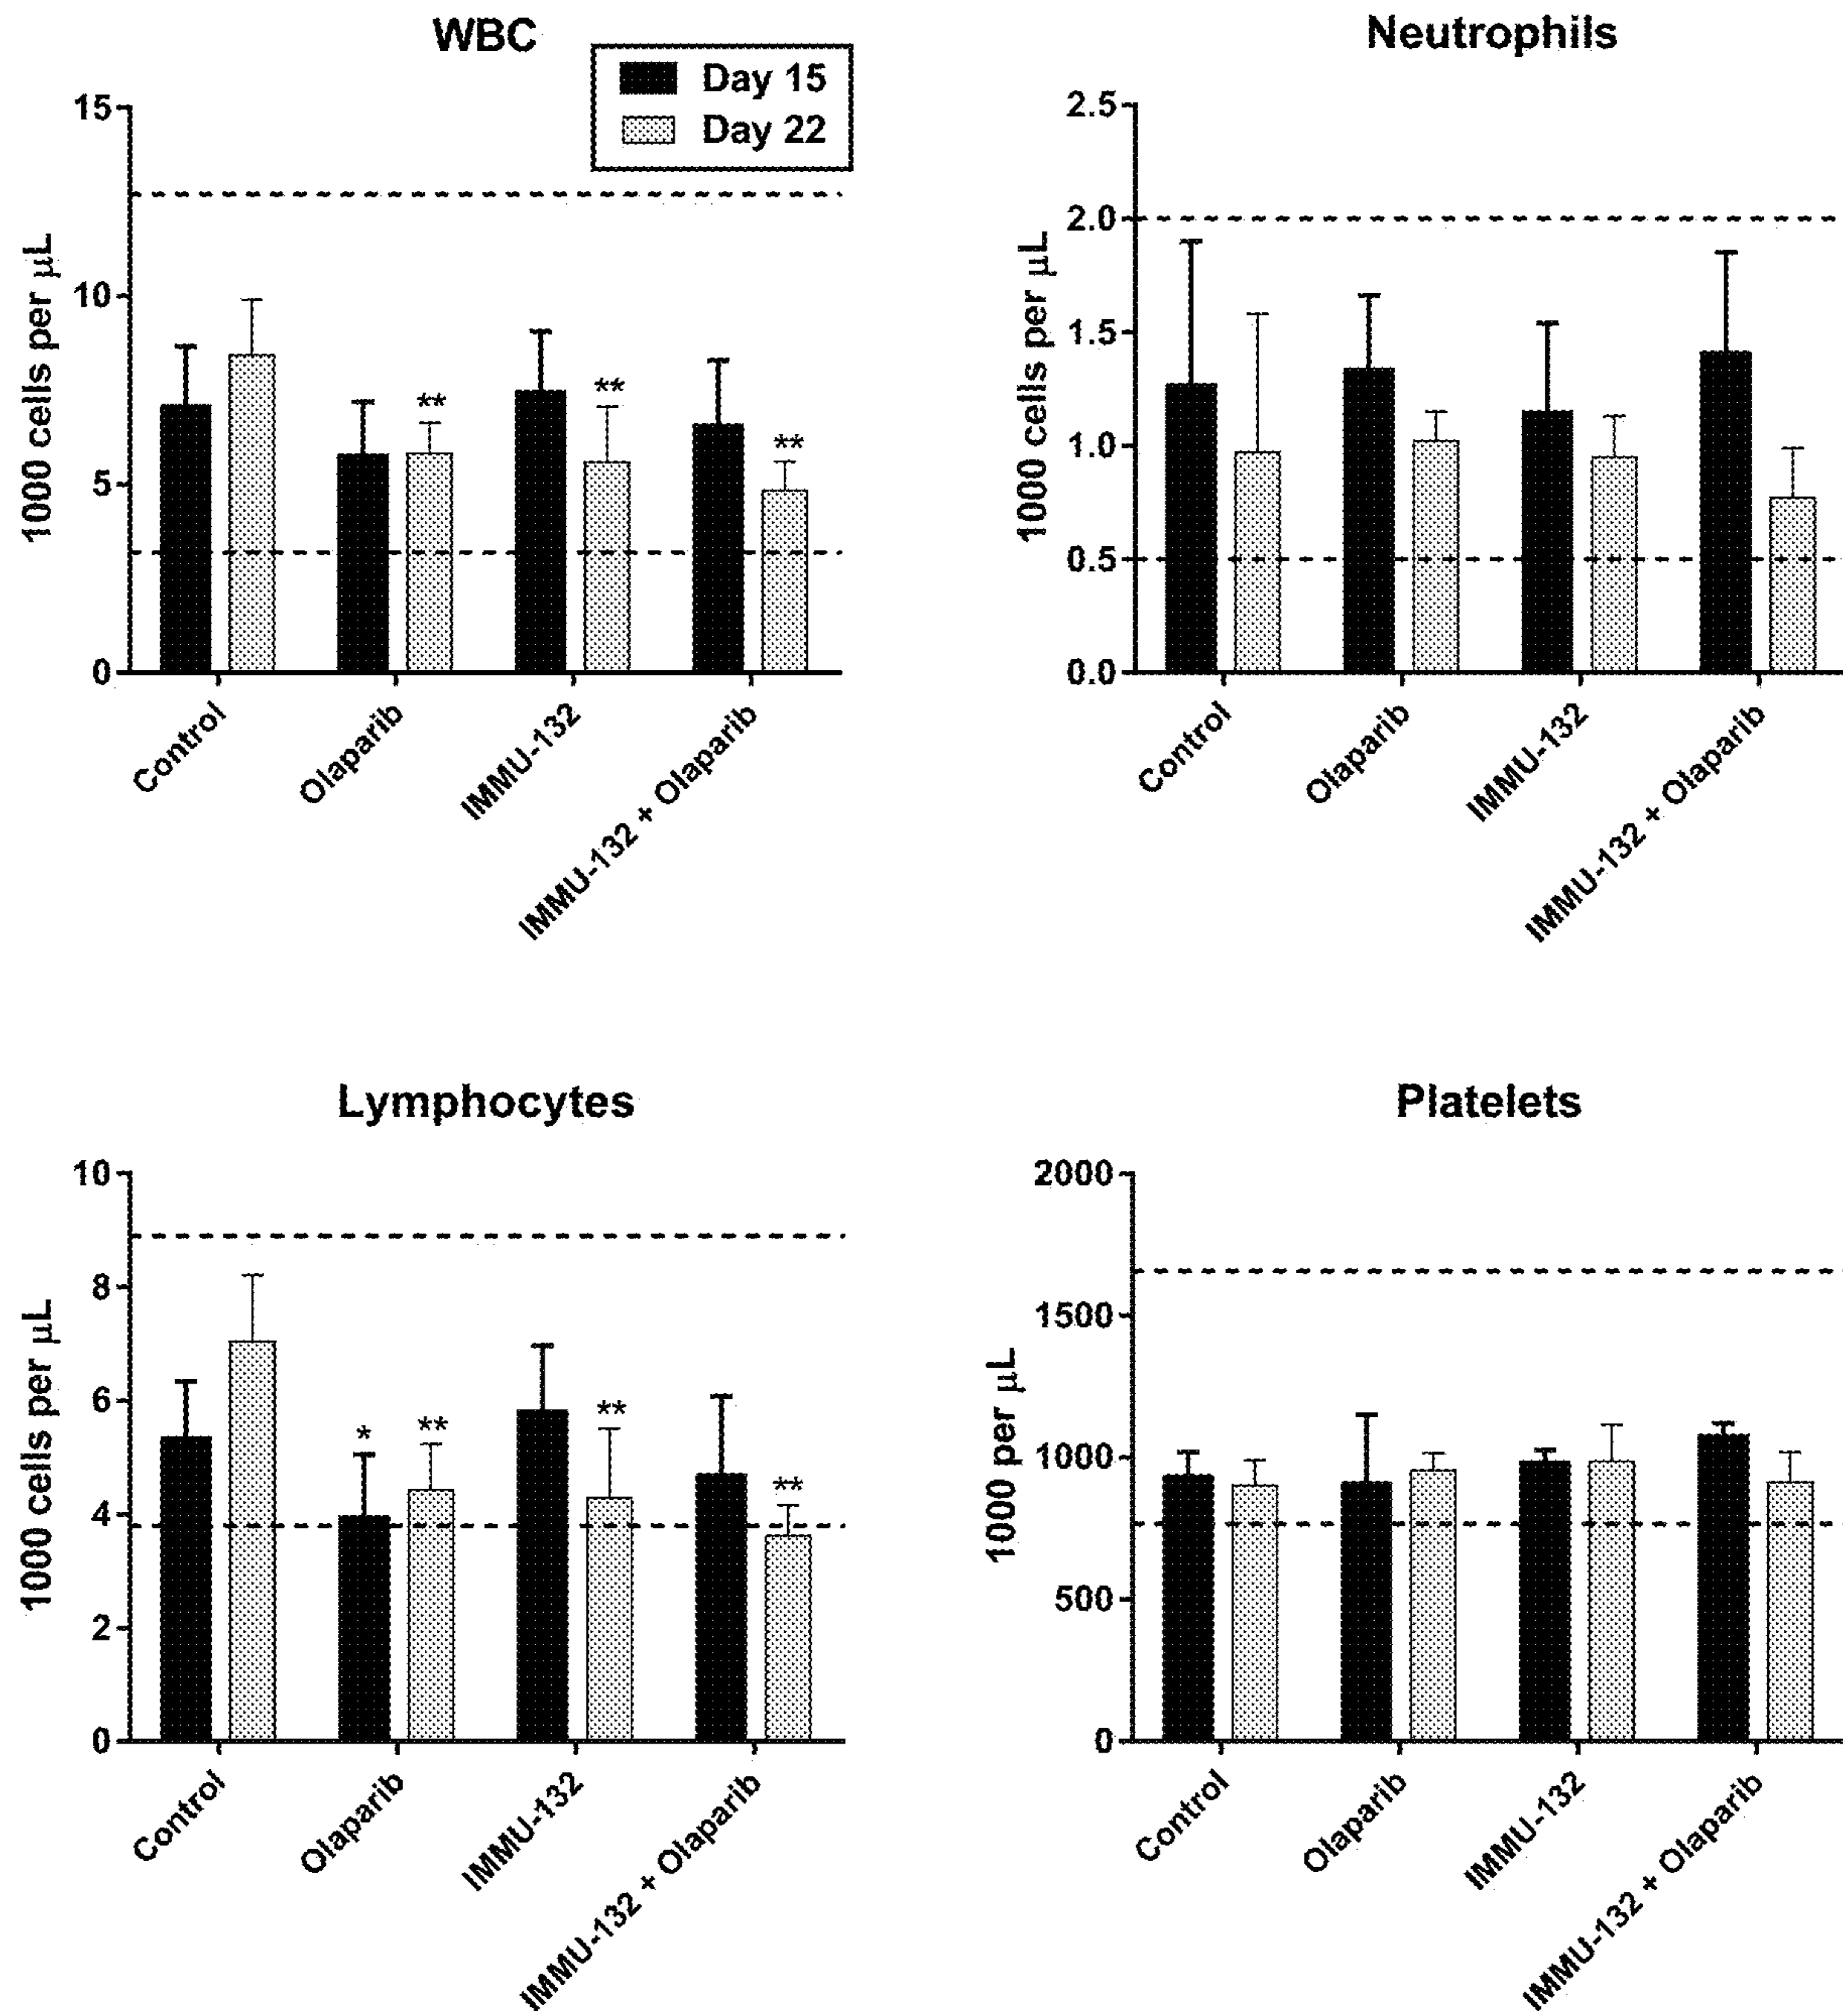 WBC
Day 15
Day 22
1000 cells per µL
15
10
5
0
**
**
**
Control
Olaparib
IMMU-132
IMMU-132 + Olaparib
Neutrophils
1000 cells per µL
2.5
2.0
1.5
1.0
0.5
0.0
Control
Olaparib
IMMU-132
IMMU-132 + Olaparib
Lymphocytes
1000 cells per µL
10
8
6
4
2
0
*
**
**
**
Control
Olaparib
IMMU-132
IMMU-132 + Olaparib
Platelets
1000 per µL
2000
1500
1000
500
0
Control
Olaparib
IMMU-132
IMMU-132 + Olaparib